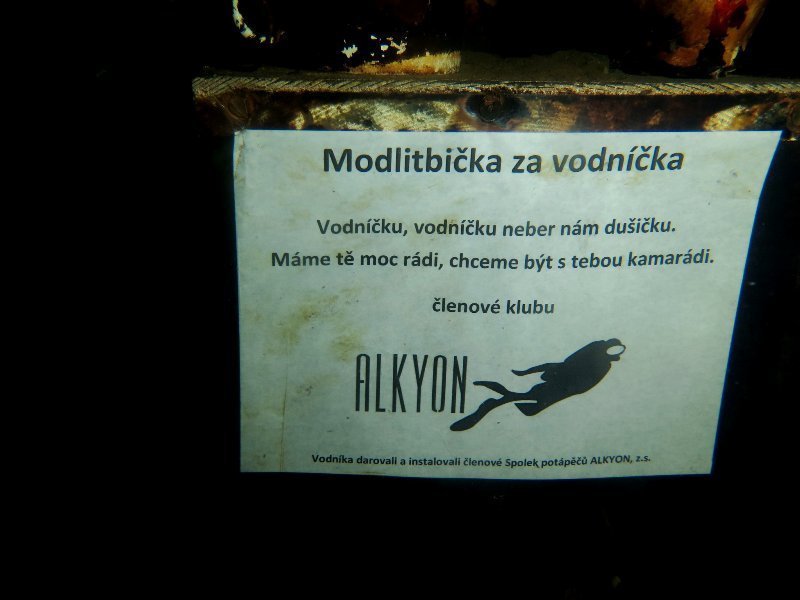 Modlitbička za vodníčka
Vodníčku, vodníčku neber nám dušičku.
Máme tě moc rádi, chceme být s tebou kamarádi.
členové klubu
ALKYON
Vodníka darovali a instalovali členové Spolek potápěčů ALKYON, z.s.